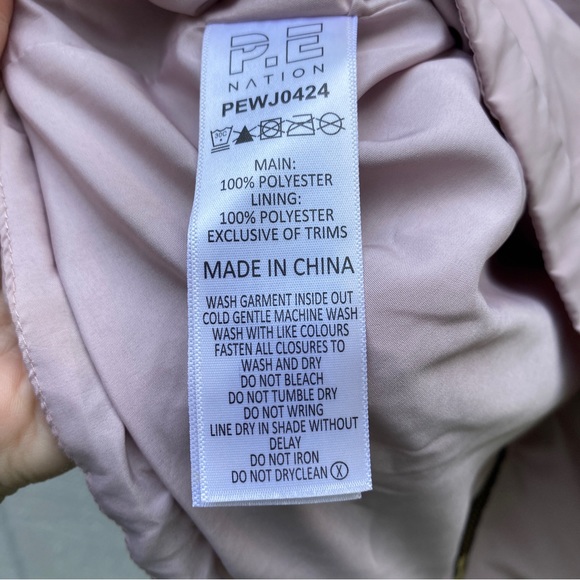 P.E
NATION
PEWJ0424
MAIN:
100% POLYESTER
LINING:
100% POLYESTER
EXCLUSIVE OF TRIMS
MADE IN CHINA
WASH GARMENT INSIDE OUT
COLD GENTLE MACHINE WASH
WASH WITH LIKE COLOURS
FASTEN ALL CLOSURES TO
WASH AND DRY
DO NOT BLEACH
DO NOT TUMBLE DRY
DO NOT WRING
LINE DRY IN SHADE WITHOUT
DELAY
DO NOT IRON
DO NOT DRYCLEAN Ⓧ